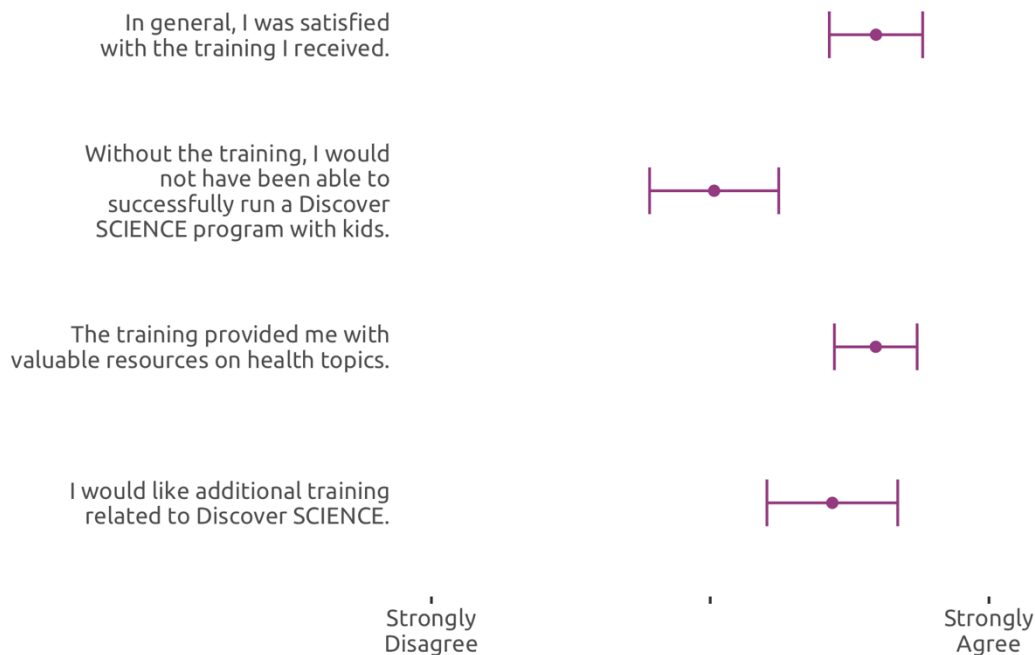 In general, I was satisfied
with the training I received.
Without the training, I would
not have been able to
successfully run a Discover
SCIENCE program with kids.
The training provided me with
valuable resources on health topics.
I would like additional training
related to Discover SCIENCE.
Strongly
Disagree
Strongly
Agree